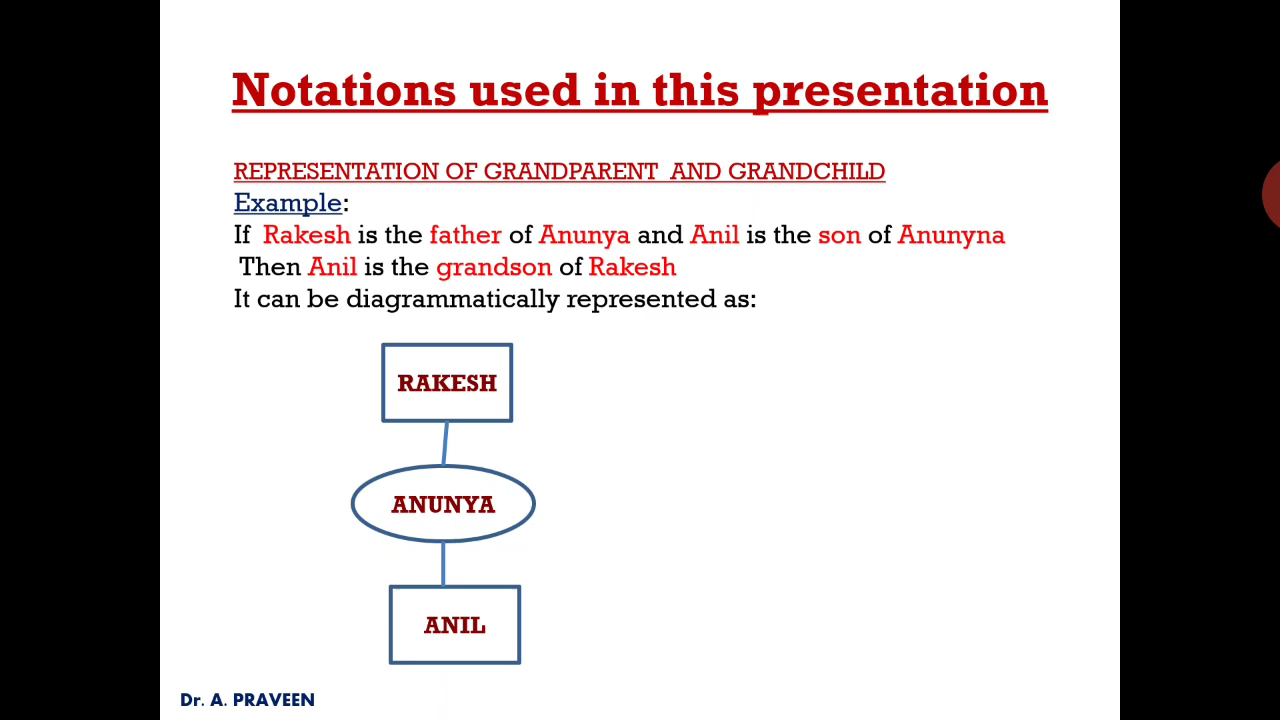 Notations used in this presentation
REPRESENTATION OF GRANDPARENT AND GRANDCHILD
Example:
If Rakesh is the father of Anunya and Anil is the son of Anunyna
Then Anil is the grandson of Rakesh
It can be diagrammatically represented as:
RAKESH
ANUNYA
ANIL
Dr. A. PRAVEEN